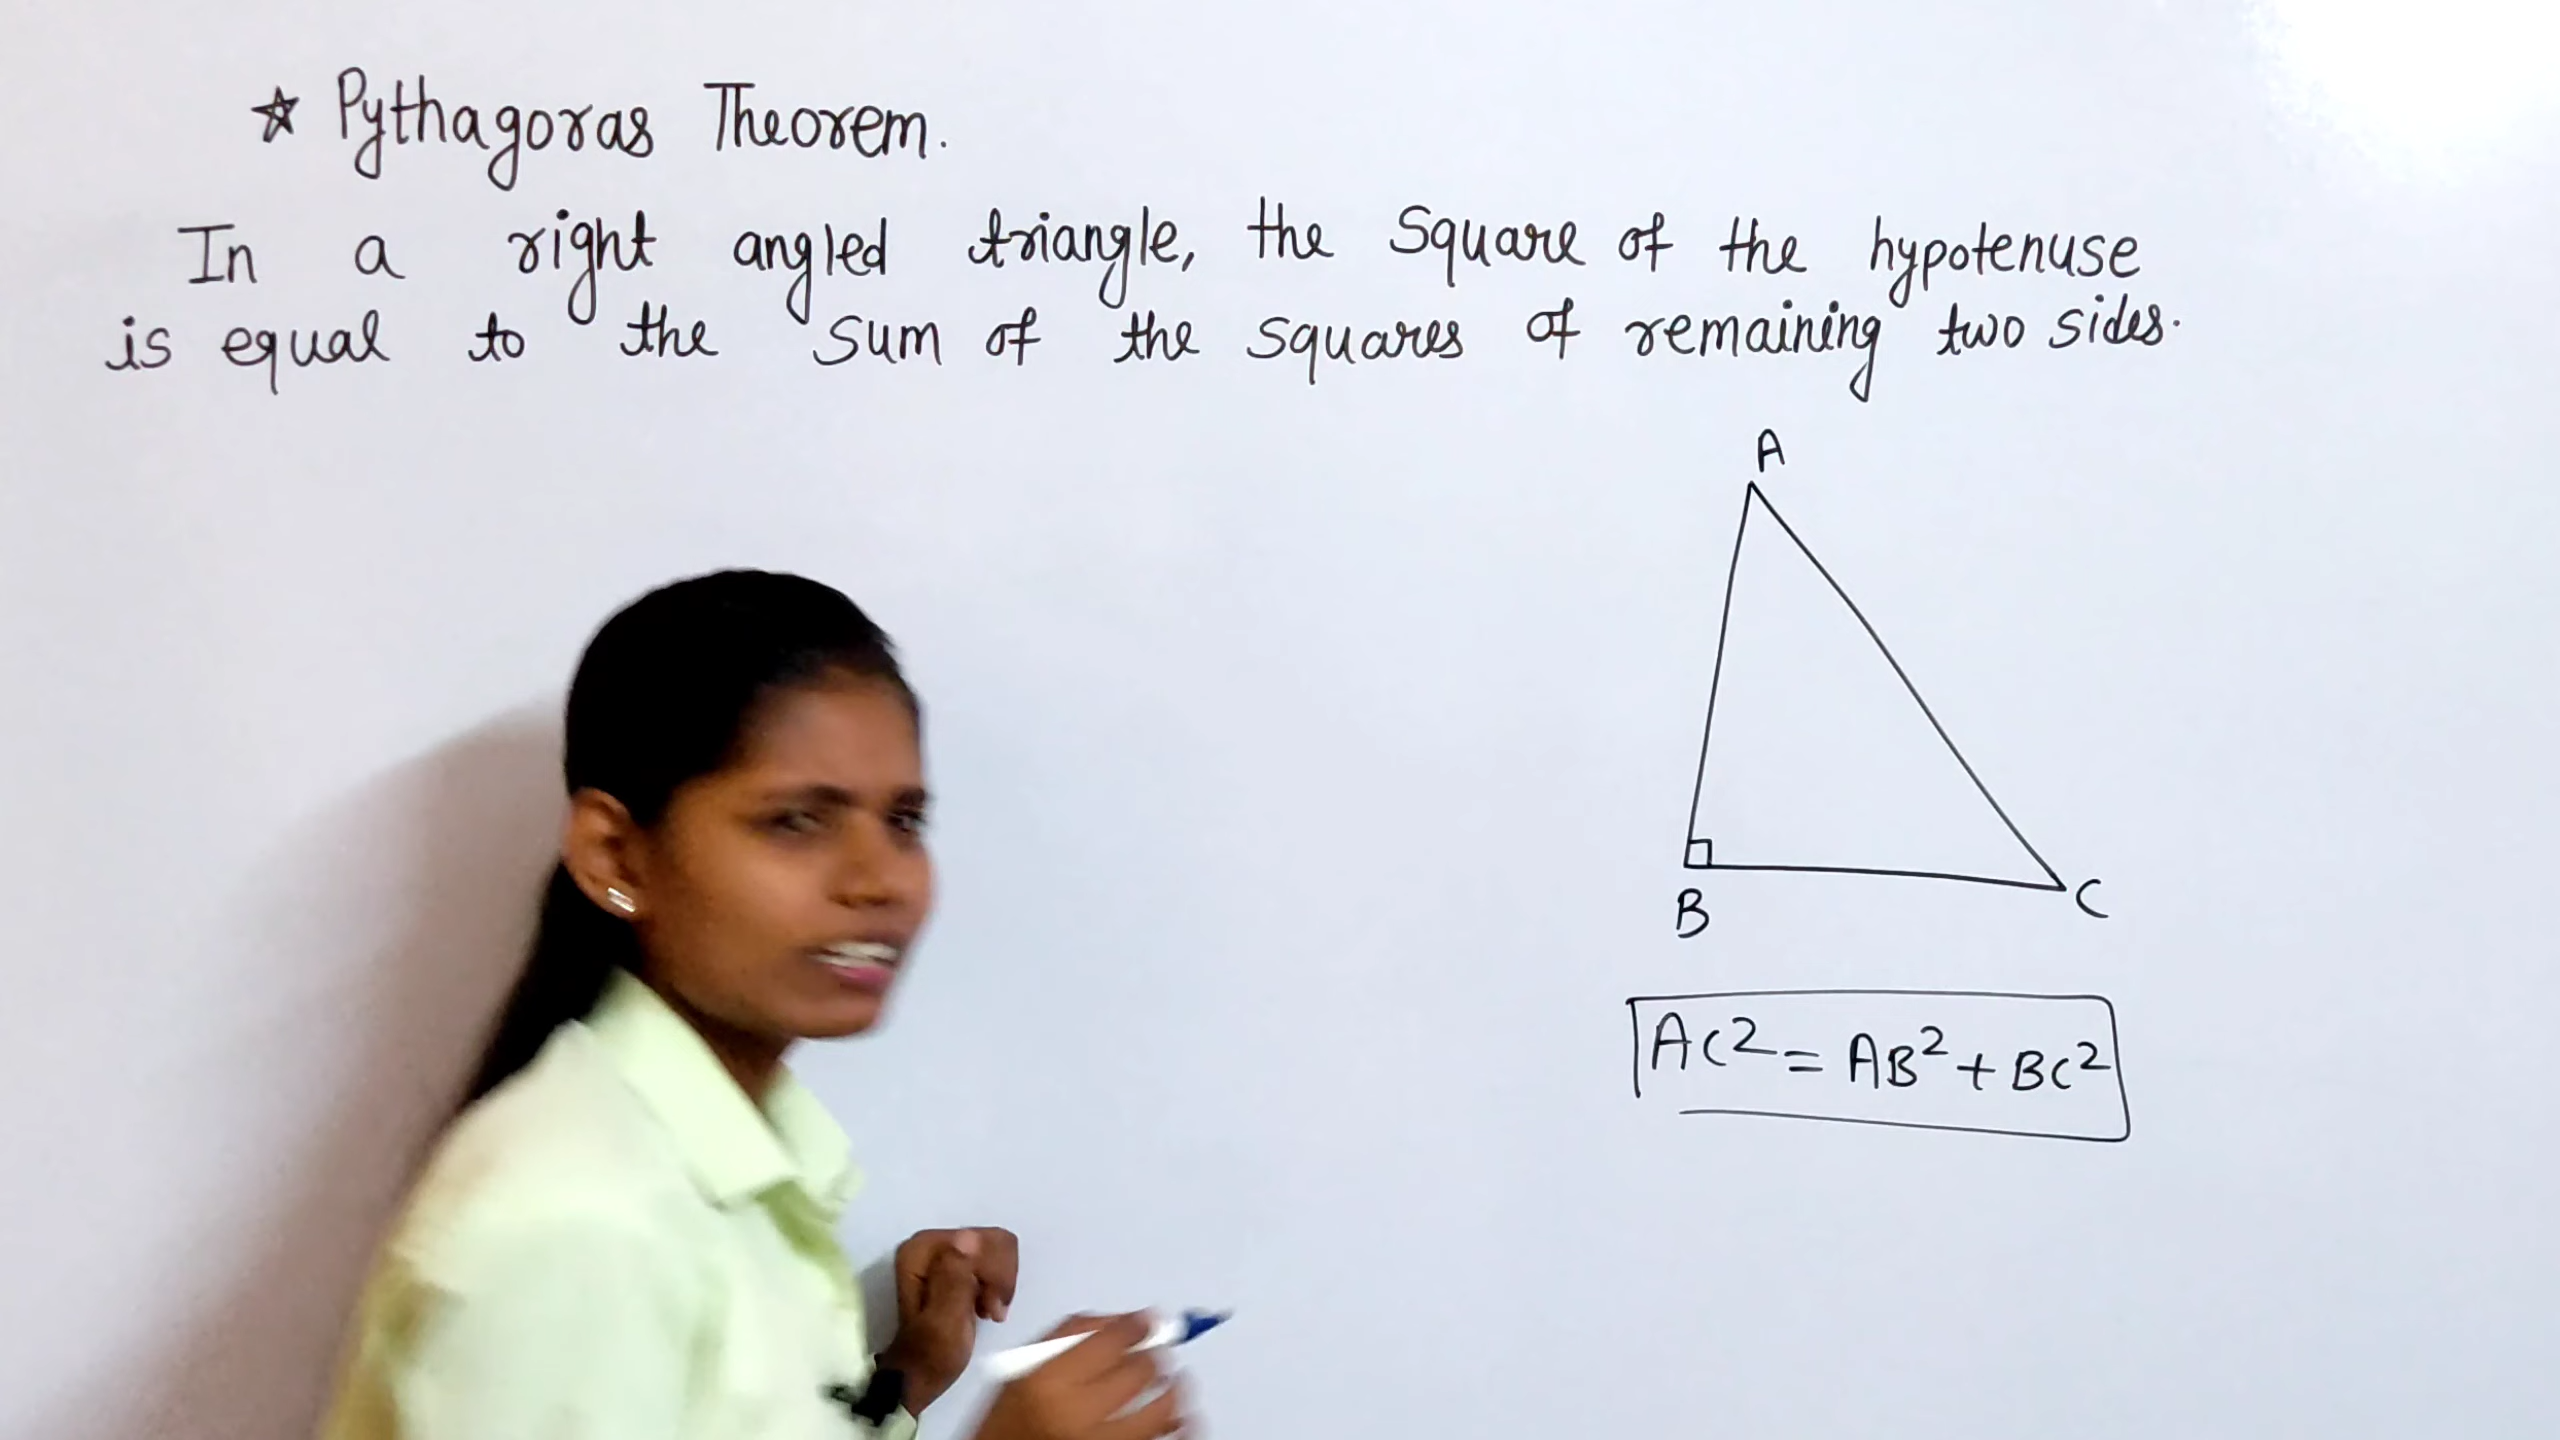 ☆ Pythagoras Theorem.
In a right angled triangle, the Square of the hypotenuse
is equal to the sum of the squares of remaining two sides.
A
B
C
AC² = AB² + BC²